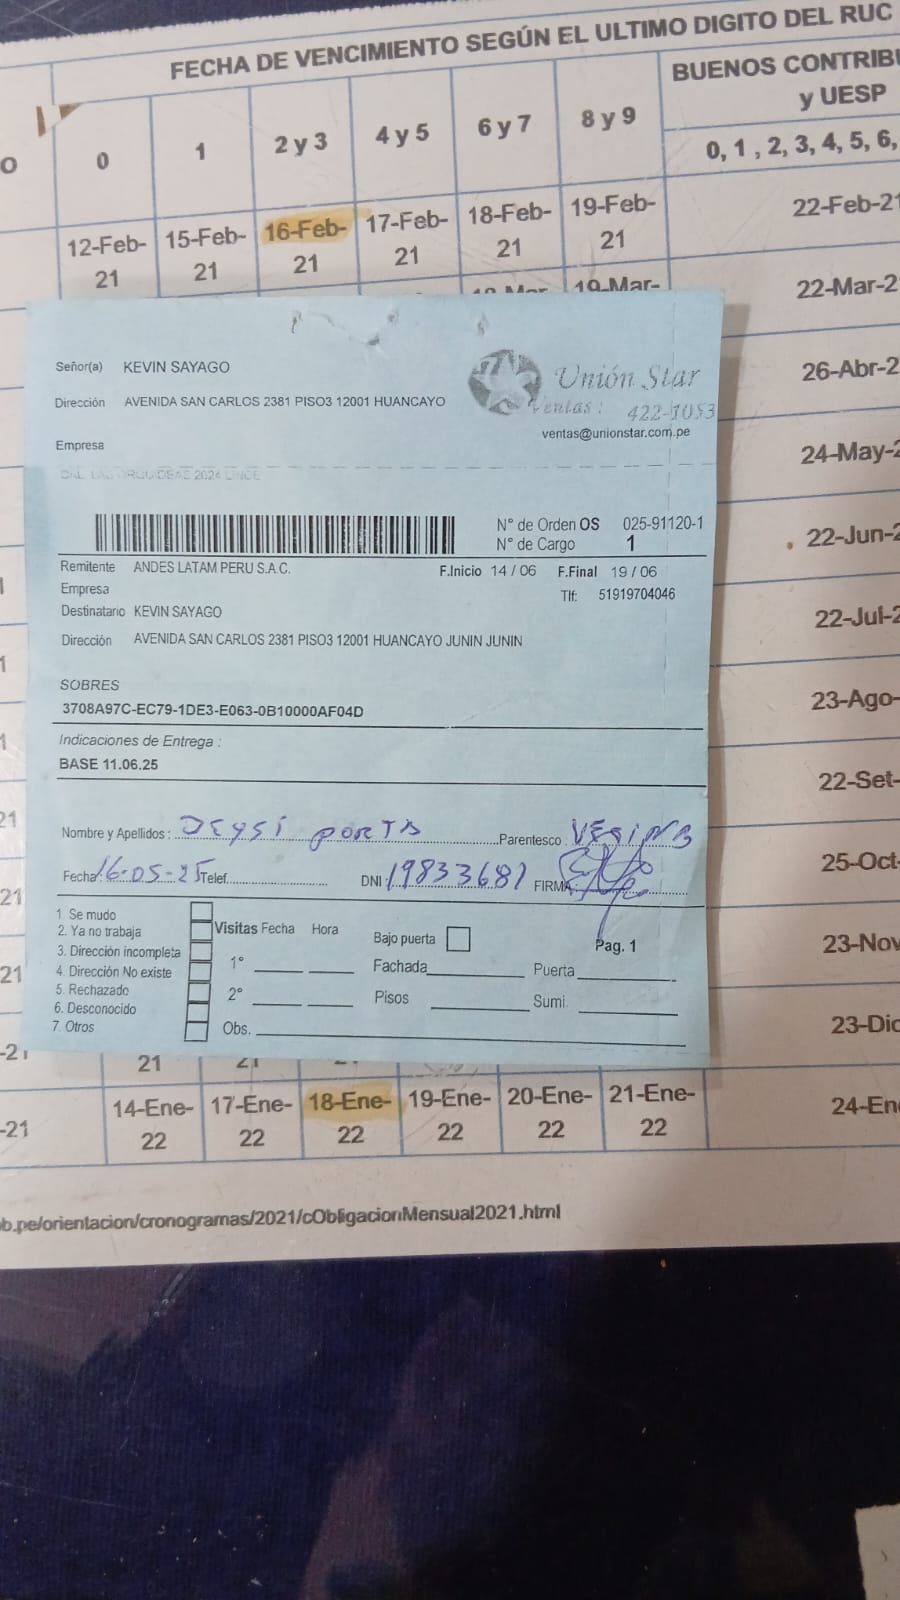 FECHA DE VENCIMIENTO SEGÚN EL ULTIMO DIGITO DEL RUC
BUENOS
y UESP
0 1 2 y 3 4 y 5 6 y 7 8 y 9 0, 1 , 2, 3, 4, 5, 6,
12-Feb-21 15-Feb-21 16-Feb-21 17-Feb-21 18-Feb-21 19-Feb-21 22-Feb-21
19-Mar- 22-Mar-2
26-Abr-2
24-May-2
22-Jun-2
22-Jul-2
23-Ago-
22-Set-
25-Oct-
23-Nov
23-Dic
Señor(a) KEVIN SAYAGO
Dirección AVENIDA SAN CARLOS 2381 PISO3 12001 HUANCAYO
Empresa
Unión Star
Ventas: 422-1053
ventas@unionstar.com.pe
N° de Orden OS 025-91120-1
N° de Cargo 1
Remitente ANDES LATAM PERU S.A.C. F.Inicio 14 / 06 F.Final 19 / 06
Empresa Tlf: 51919704046
Destinatario KEVIN SAYAGO
Dirección AVENIDA SAN CARLOS 2381 PISO3 12001 HUANCAYO JUNIN JUNIN
SOBRES
3708A97C-EC79-1DE3-E063-0B10000AF04D
Indicaciones de Entrega :
BASE 11.06.25
Nombre y Apellidos : DEYSI PORTA Parentesco : VESINA
Fecha 16-05-25 Telef. DNI: 19833681 FIRMA
1. Se mudo
2. Ya no trabaja
3. Dirección incompleta
4. Dirección No existe
5. Rechazado
6. Desconocido
7. Otros
Visitas Fecha Hora
1°
2°
Obs.
Bajo puerta Pag. 1
Fachada Puerta
Pisos Sumi.
21 21
14-Ene-22 17-Ene-22 18-Ene-22 19-Ene-22 20-Ene-22 21-Ene-22 24-En
b.pe/orientacion/cronogramas/2021/cObligacionMensual2021.html